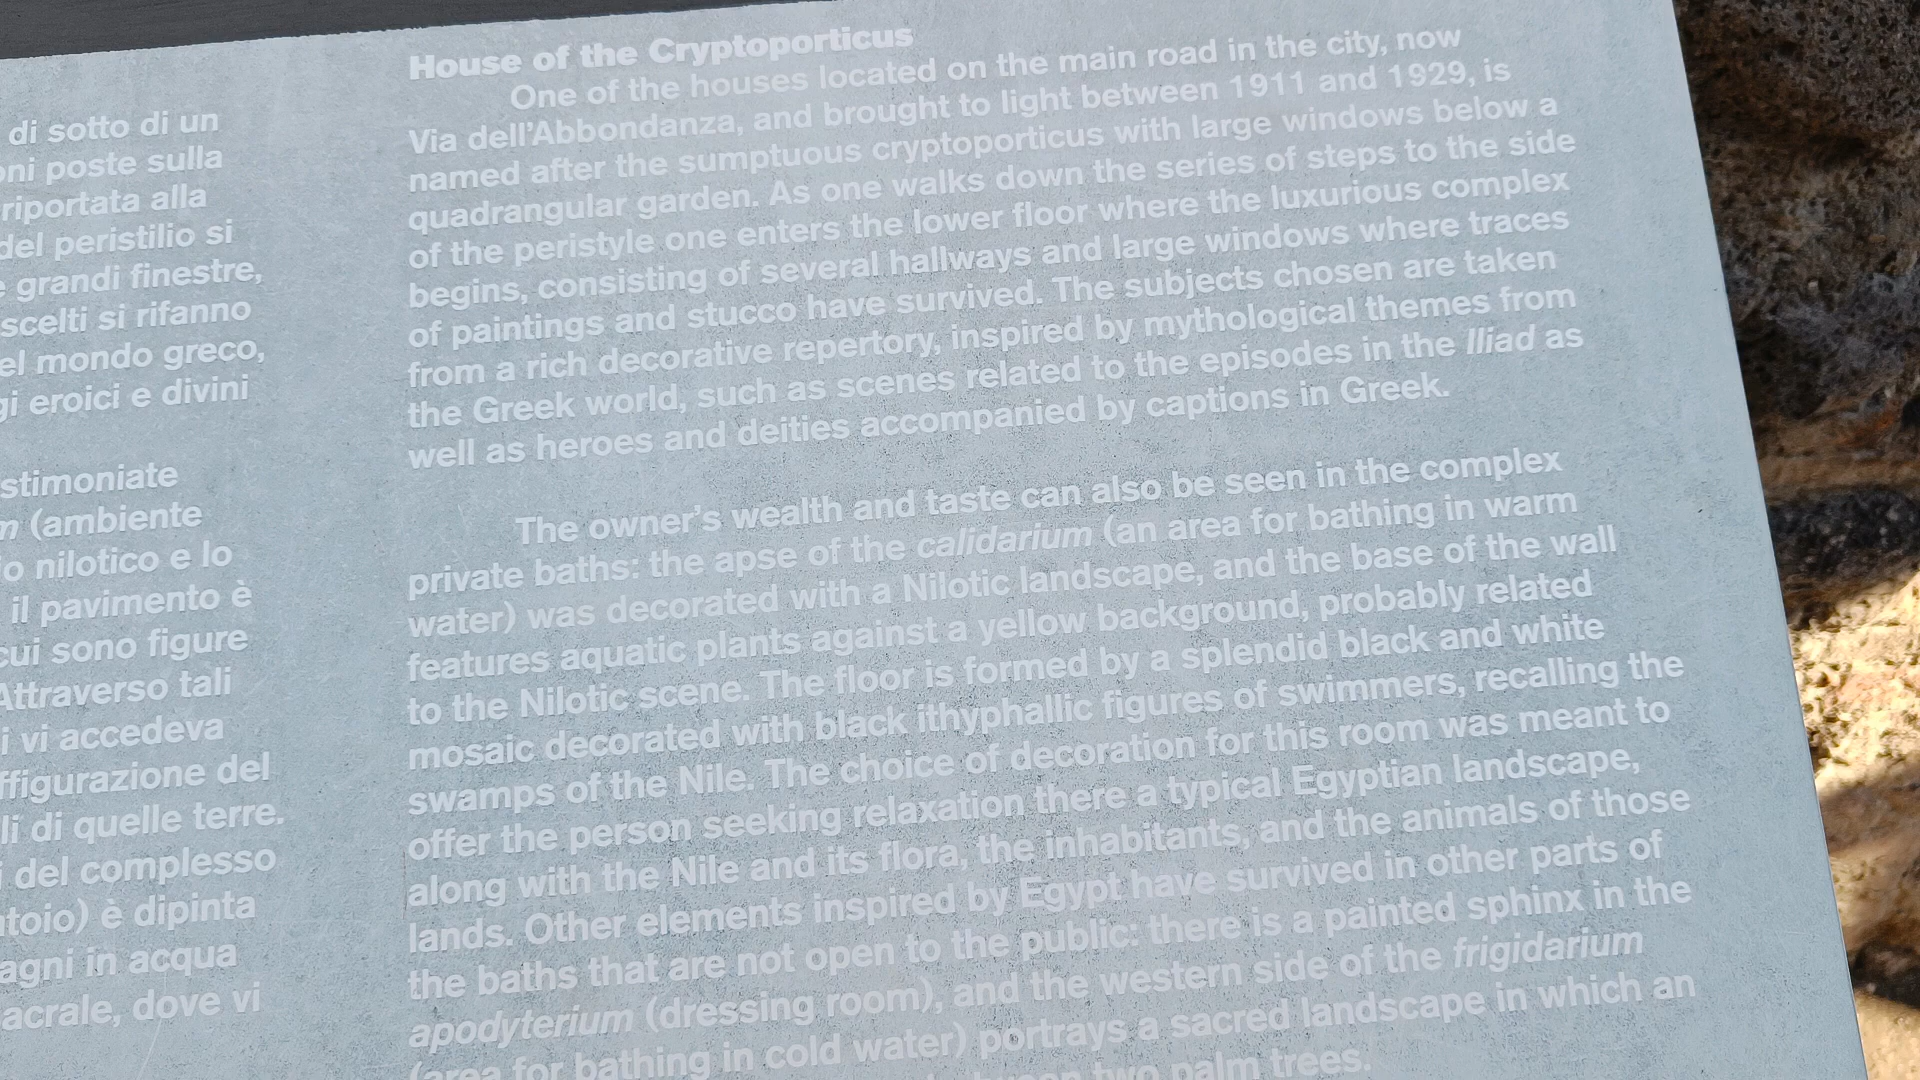 di sotto di un
oni poste sulla
riportata alla
del peristilio si
e grandi finestre,
scelti si rifanno
el mondo greco,
gi eroici e divini
stimoniate
m (ambiente
io nilotico e lo
il pavimento è
cui sono figure
Attraverso tali
i vi accedeva
ffigurazione del
li di quelle terre.
i del complesso
ntoio) è dipinta
agni in acqua
acrale, dove vi
House of the Cryptoporticus
One of the houses located on the main road in the city, now
Via dell'Abbondanza, and brought to light between 1911 and 1929, is
named after the sumptuous cryptoporticus with large windows below a
quadrangular garden. As one walks down the series of steps to the side
of the peristyle one enters the lower floor where the luxurious complex
begins, consisting of several hallways and large windows where traces
of paintings and stucco have survived. The subjects chosen are taken
from a rich decorative repertory, inspired by mythological themes from
the Greek world, such as scenes related to the episodes in the Iliad as
well as heroes and deities accompanied by captions in Greek.
The owner's wealth and taste can also be seen in the complex
private baths: the apse of the calidarium (an area for bathing in warm
water) was decorated with a Nilotic landscape, and the base of the wall
features aquatic plants against a yellow background, probably related
to the Nilotic scene. The floor is formed by a splendid black and white
mosaic decorated with black ithyphallic figures of swimmers, recalling the
swamps of the Nile. The choice of decoration for this room was meant to
offer the person seeking relaxation there a typical Egyptian landscape,
along with the Nile and its flora, the inhabitants, and the animals of those
lands. Other elements inspired by Egypt have survived in other parts of
the baths that are not open to the public: there is a painted sphinx in the
apodyterium (dressing room), and the western side of the frigidarium
(area for bathing in cold water) portrays a sacred landscape in which an
two palm trees.